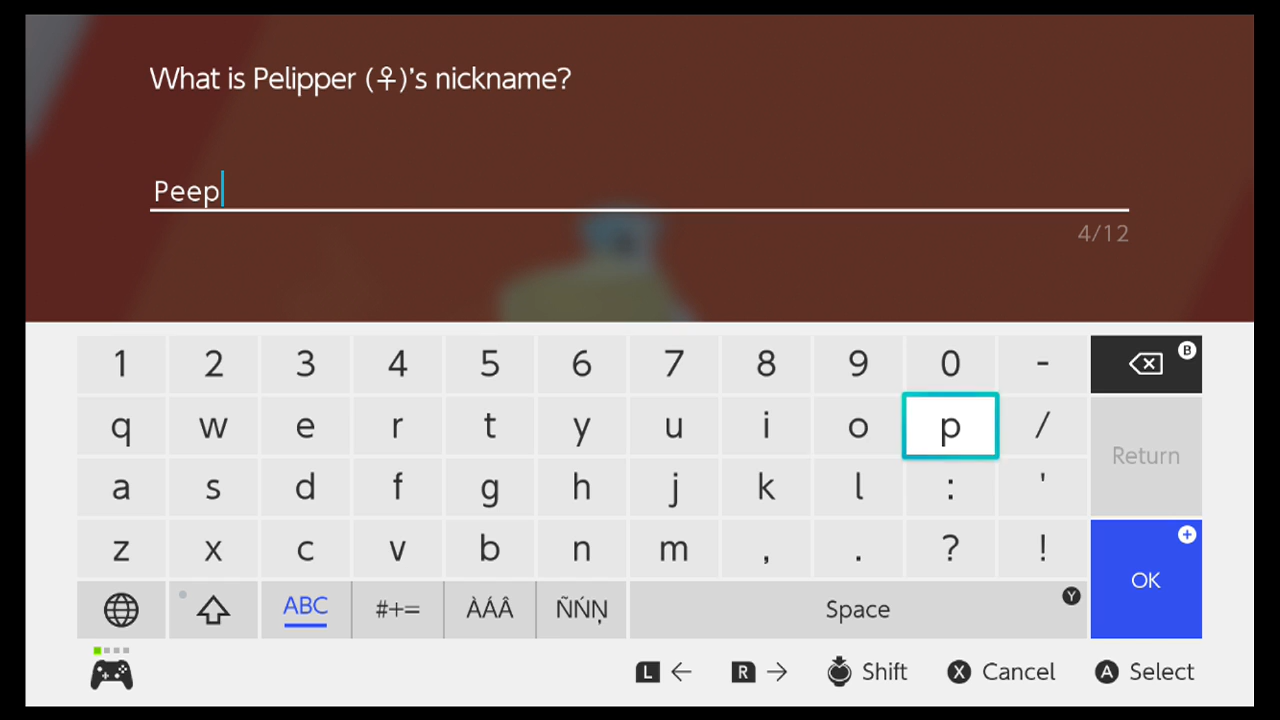 What is Pelipper (♀)'s nickname?
Peep
4/12
1 2 3 4 5 6 7 8 9 0 - B
q w e r t y u i o p /
Return
a s d f g h j k l : '
z x c v b n m , . ? ! +
OK
ABC #+= ÀÁÂ ÑŃŅ Space Y
L ← R → Shift X Cancel A Select